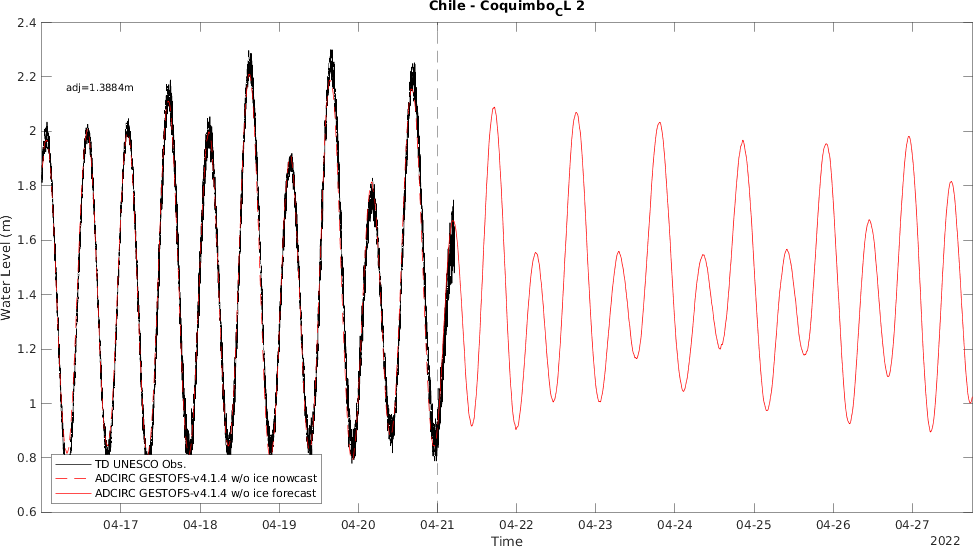 Chile - Coquimbo_CL 2
adj=1.3884m
Water Level (m)
2.4
2.2
2
1.8
1.6
1.4
1.2
1
0.8
0.6
TD UNESCO Obs.
ADCIRC GESTOFS-v4.1.4 w/o ice nowcast
ADCIRC GESTOFS-v4.1.4 w/o ice forecast
04-17 04-18 04-19 04-20 04-21 04-22 04-23 04-24 04-25 04-26 04-27
Time
2022